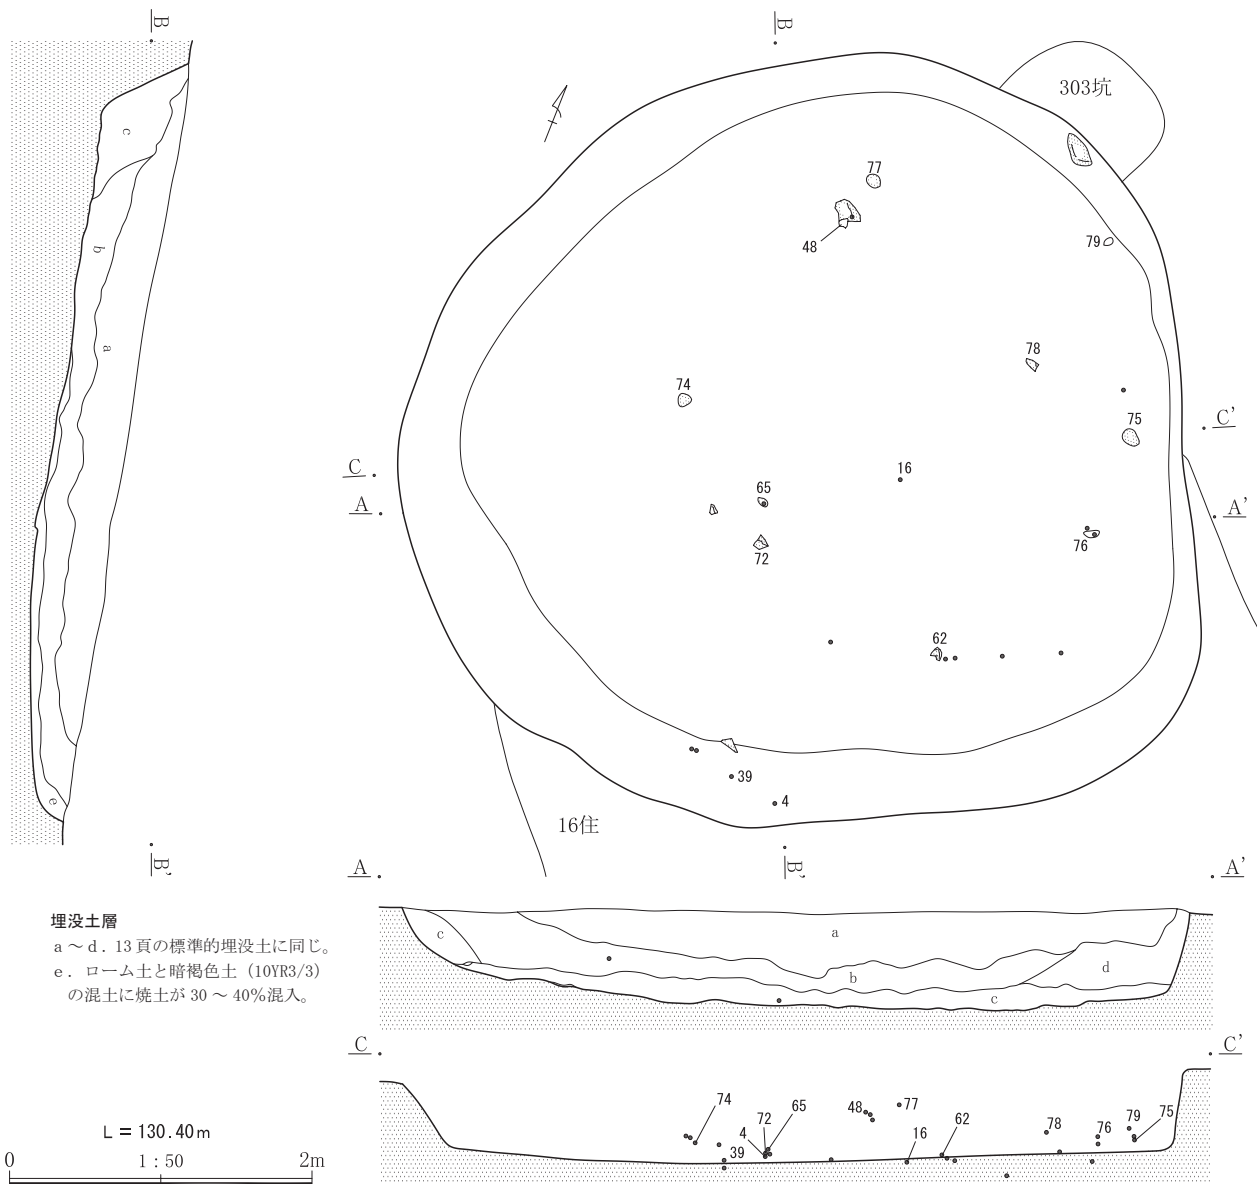 B
B
303坑
c
77
48
79
b
a
78
74
75
C'
C
16
65
A
A'
72
76
62
39
4
e
16住
B'
B'
A
A'
埋没土層
a～d．13頁の標準的埋没土に同じ。
e．ローム土と暗褐色土（10YR3/3）
の混土に焼土が30～40%混入。
c
a
b
d
c
C
C'
74
72
65
48
77
4
39
16
62
78
76
79
75
L＝130.40m
0
1：50
2m